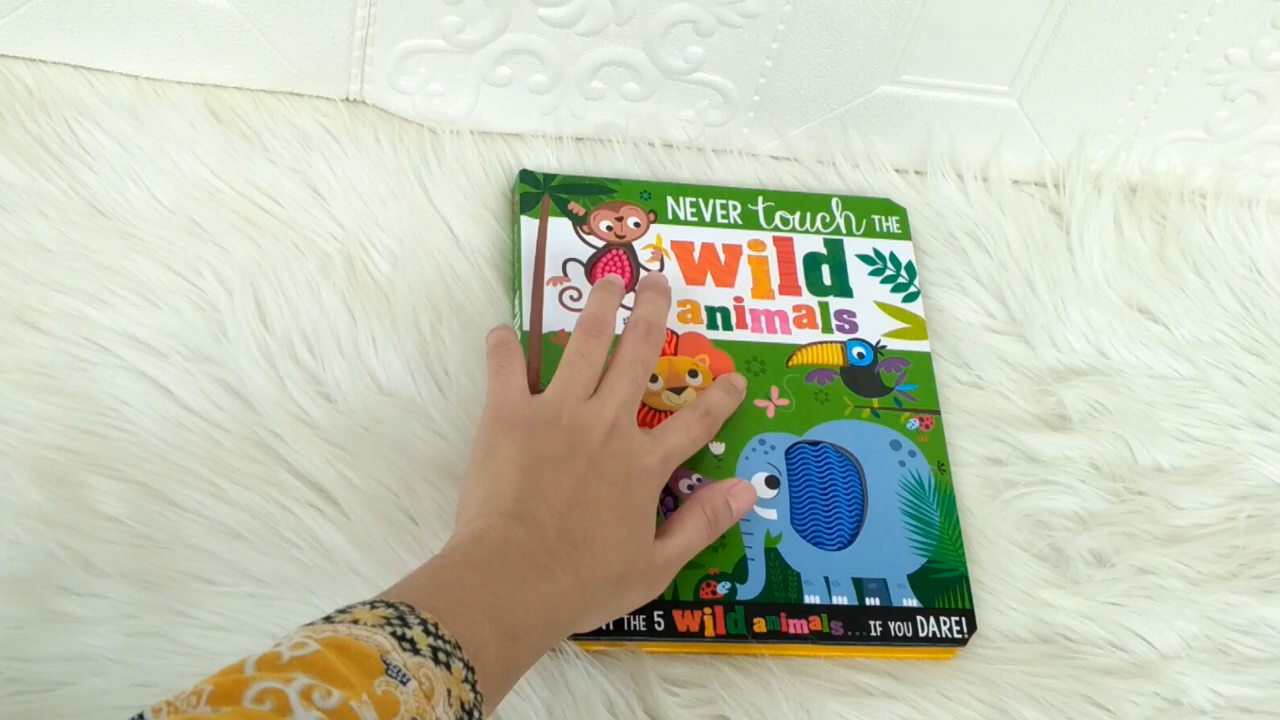 NEVER touch THE
wild
animals
THE 5 wild animals... IF YOU DARE!